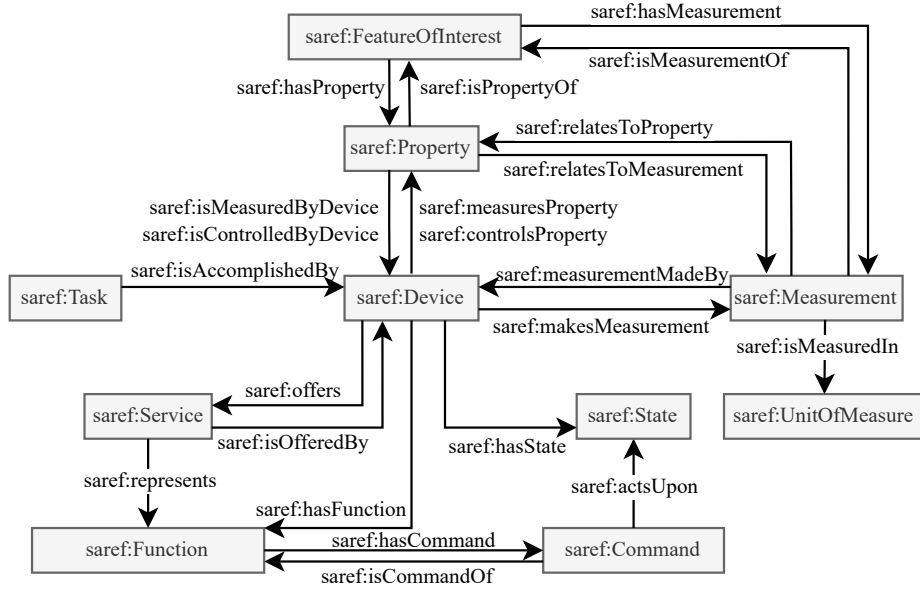 saref:hasMeasurement
saref:FeatureOfInterest
saref:isMeasurementOf
saref:hasProperty
saref:isPropertyOf
saref:relatesToProperty
saref:Property
saref:relatesToMeasurement
saref:isMeasuredByDevice
saref:measuresProperty
saref:isControlledByDevice
saref:controlsProperty
saref:isAccomplishedBy
saref:measurementMadeBy
saref:Task
saref:Device
saref:Measurement
saref:makesMeasurement
saref:isMeasuredIn
saref:offers
saref:Service
saref:State
saref:UnitOfMeasure
saref:isOfferedBy
saref:hasState
saref:represents
saref:actsUpon
saref:hasFunction
saref:Function
saref:hasCommand
saref:Command
saref:isCommandOf